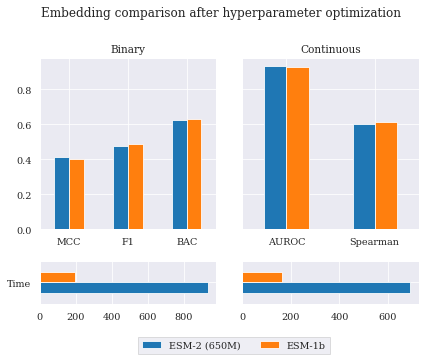 Embedding comparison after hyperparameter optimization
Binary
Continuous
0.8
0.6
0.4
0.2
0.0
MCC F1 BAC
AUROC Spearman
Time
0 200 400 600 800
0 200 400 600
ESM-2 (650M) ESM-1b